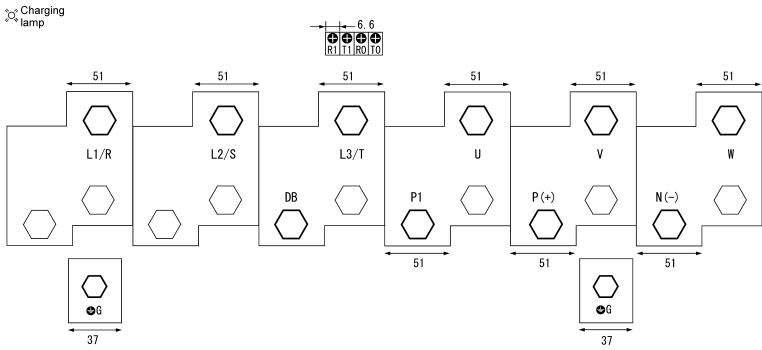 Charging
lamp
6.6
R1 T1 R0 T0
51 51 51 51 51 51
L1/R L2/S L3/T U V W
DB P1 P(+) N(-)
51 51 51
G G
37 37